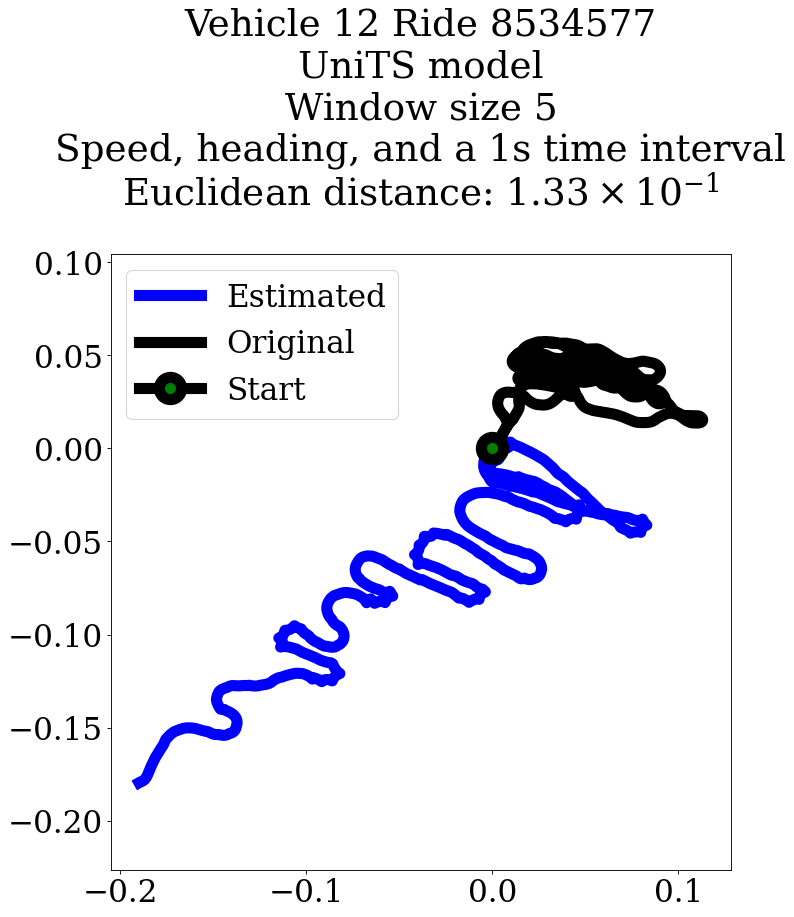 Vehicle 12 Ride 8534577
UniTS model
Window size 5
Speed, heading, and a 1s time interval
Euclidean distance: 1.33 × 10⁻¹
0.10
0.05
0.00
−0.05
−0.10
−0.15
−0.20
Estimated
Original
Start
−0.2
−0.1
0.0
0.1